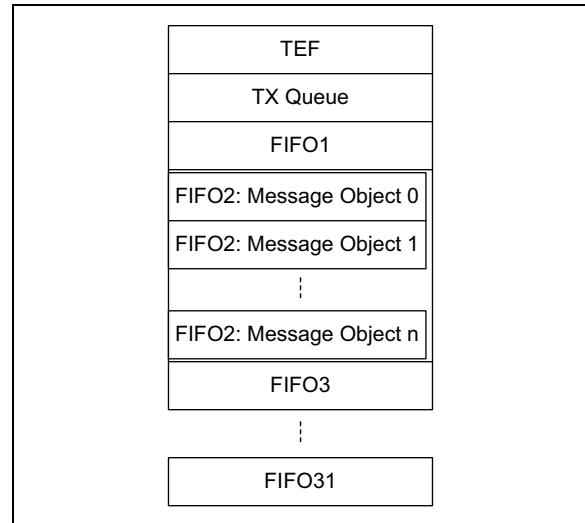 TEF
TX Queue
FIFO1
FIFO2: Message Object 0
FIFO2: Message Object 1
FIFO2: Message Object n
FIFO3
FIFO31